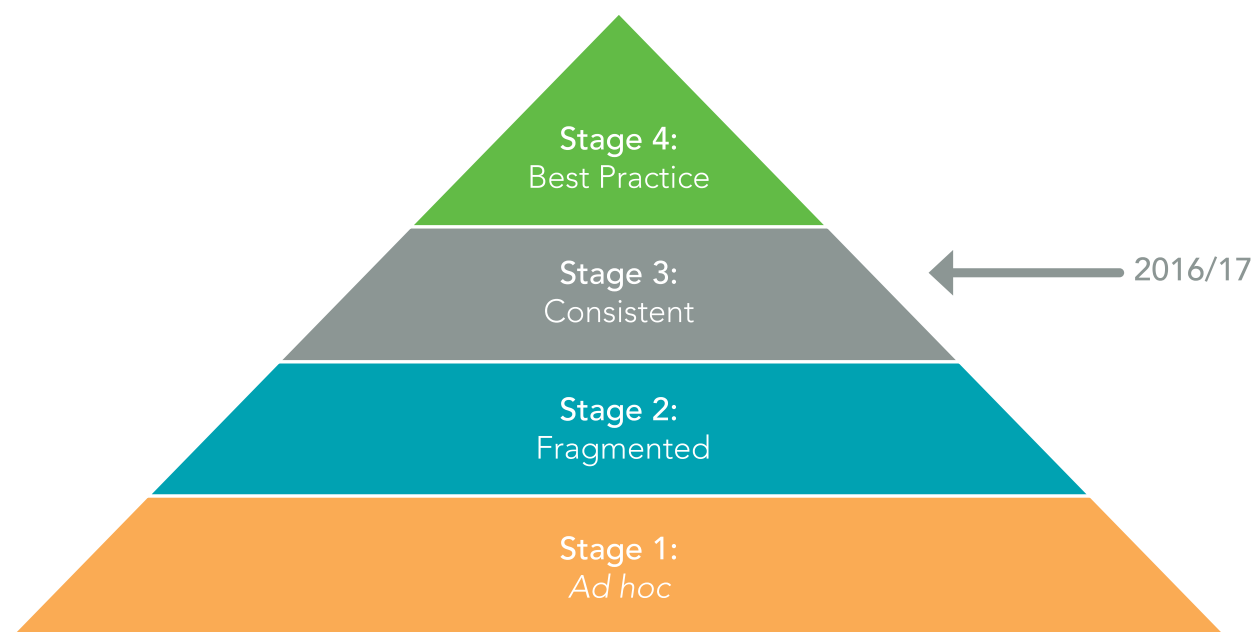 Stage 4:
Best Practice
Stage 3:
Consistent
2016/17
Stage 2:
Fragmented
Stage 1:
Ad hoc